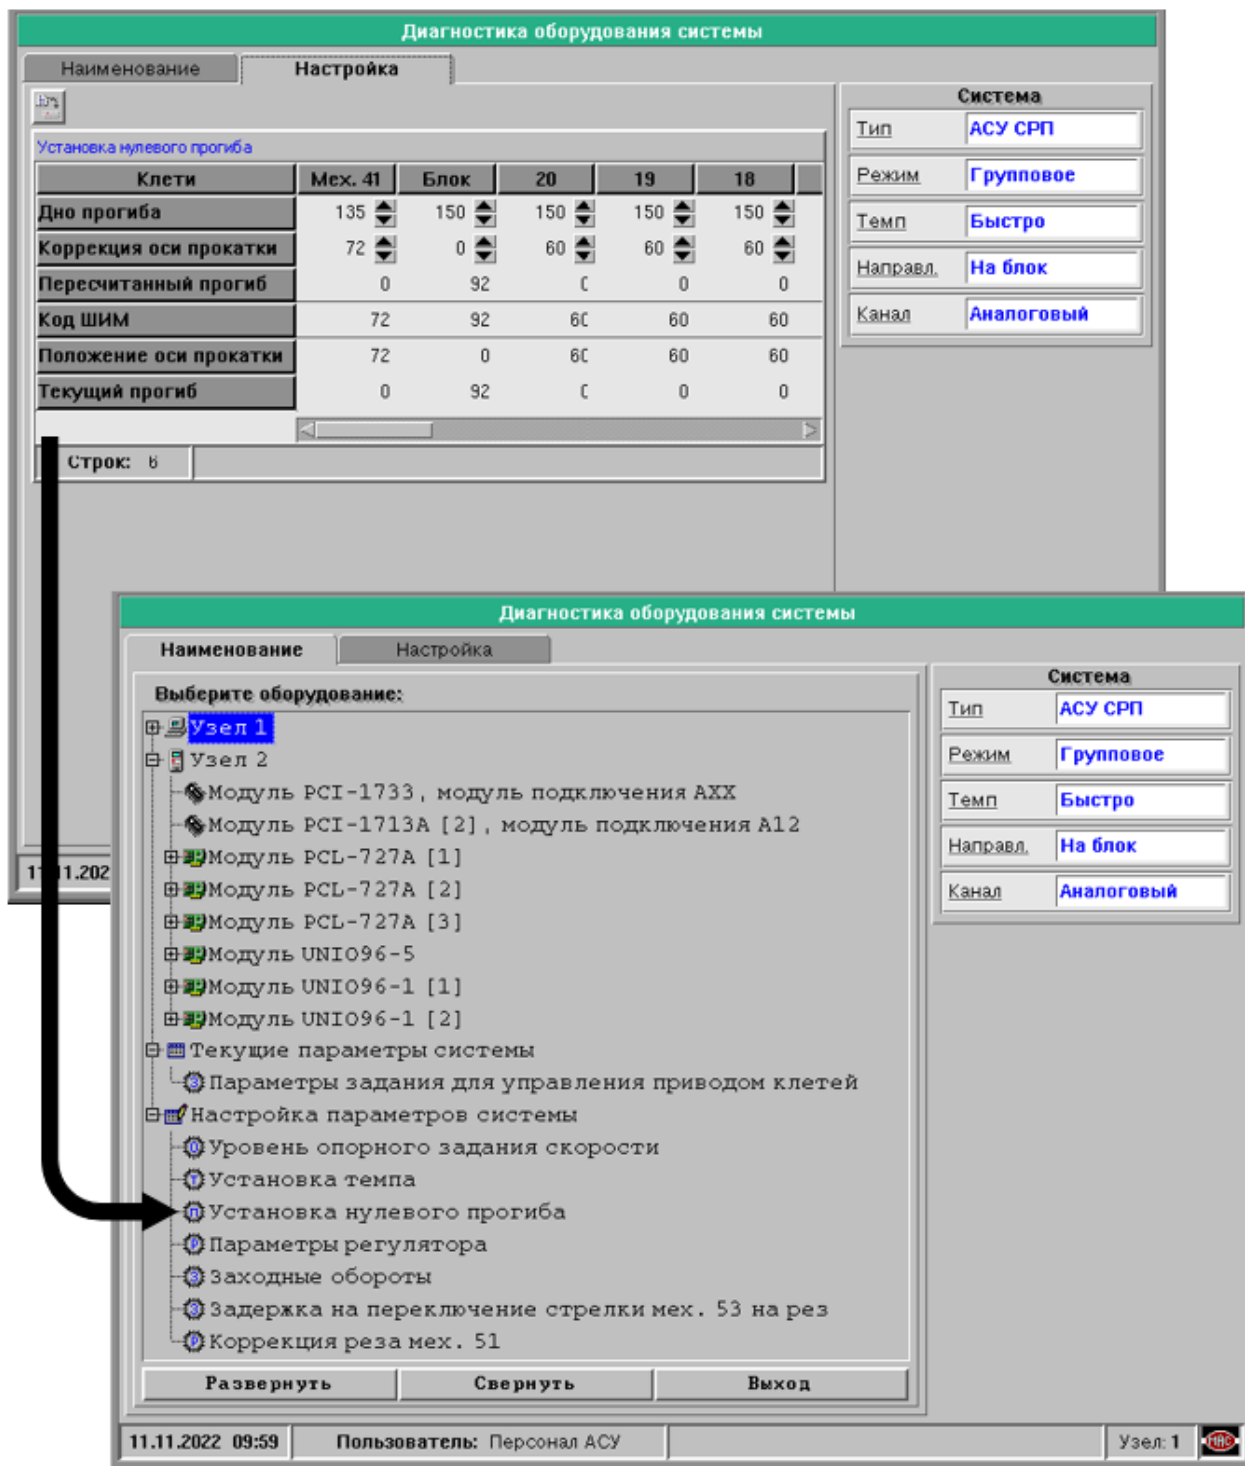 Диагностика оборудования системы
Наименование Настройка
Установка нулевого прогиба
Клети Мех. 41 Блок 20 19 18
Дно прогиба 135 150 150 150 150
Коррекция оси прокатки 72 0 60 60 60
Пересчитанный прогиб 0 92 0 0 0
Код ШИМ 72 92 60 60 60
Положение оси прокатки 72 0 60 60 60
Текущий прогиб 0 92 0 0 0
Строк: 6
Система
Тип АСУ СРП
Режим Групповое
Темп Быстро
Направл. На блок
Канал Аналоговый
11.11.202
Диагностика оборудования системы
Наименование Настройка
Выберите оборудование:
Узел 1
Узел 2
Модуль PCI-1733, модуль подключения AXX
Модуль PCI-1713A [2], модуль подключения A12
Модуль PCL-727A [1]
Модуль PCL-727A [2]
Модуль PCL-727A [3]
Модуль UNIO96-5
Модуль UNIO96-1 [1]
Модуль UNIO96-1 [2]
Текущие параметры системы
Параметры задания для управления приводом клетей
Настройка параметров системы
Уровень опорного задания скорости
Установка темпа
Установка нулевого прогиба
Параметры регулятора
Заходные обороты
Задержка на переключение стрелки мех. 53 на рез
Коррекция реза мех. 51
Развернуть Свернуть Выход
Система
Тип АСУ СРП
Режим Групповое
Темп Быстро
Направл. На блок
Канал Аналоговый
11.11.2022 09:59 Пользователь: Персонал АСУ Узел: 1